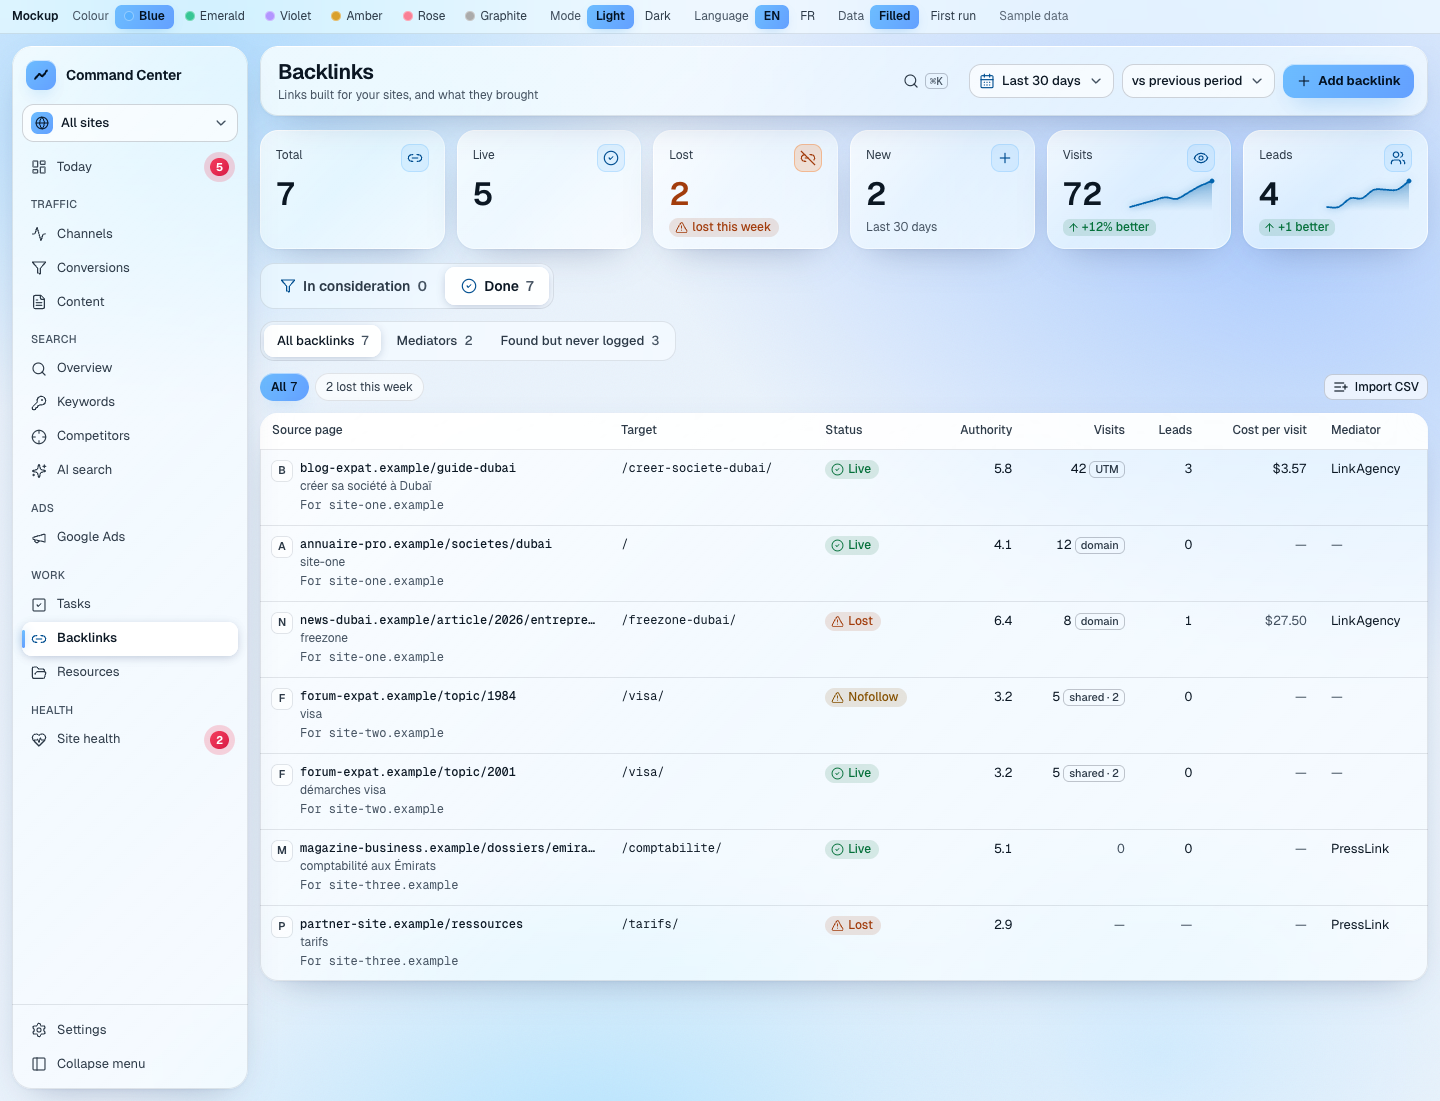 Mockup Colour Blue Emerald Violet Amber Rose Graphite Mode Light Dark Language EN FR Data Filled First run Sample data
Command Center
All sites
Today 5
TRAFFIC
Channels
Conversions
Content
SEARCH
Overview
Keywords
Competitors
AI search
ADS
Google Ads
WORK
Tasks
Backlinks
Resources
HEALTH
Site health 2
Settings
Collapse menu
Backlinks
Links built for your sites, and what they brought
⌘K Last 30 days vs previous period Add backlink
Total
7
Live
5
Lost
2
lost this week
New
2
Last 30 days
Visits
72
↑ +12% better
Leads
4
↑ +1 better
In consideration 0 Done 7
All backlinks 7 Mediators 2 Found but never logged 3
All 7 2 lost this week Import CSV
Source page Target Status Authority Visits Leads Cost per visit Mediator
B blog-expat.example/guide-dubai /creer-societe-dubai/ Live 5.8 42 UTM 3 $3.57 LinkAgency
créer sa société à Dubaï
For site-one.example
A annuaire-pro.example/societes/dubai / Live 4.1 12 domain 0 — —
site-one
For site-one.example
N news-dubai.example/article/2026/entrepre… /freezone-dubai/ Lost 6.4 8 domain 1 $27.50 LinkAgency
freezone
For site-one.example
F forum-expat.example/topic/1984 /visa/ Nofollow 3.2 5 shared · 2 0 — —
visa
For site-two.example
F forum-expat.example/topic/2001 /visa/ Live 3.2 5 shared · 2 0 — —
démarches visa
For site-two.example
M magazine-business.example/dossiers/emira… /comptabilite/ Live 5.1 0 0 — PressLink
comptabilité aux Émirats
For site-three.example
P partner-site.example/ressources /tarifs/ Lost 2.9 — — — PressLink
tarifs
For site-three.example